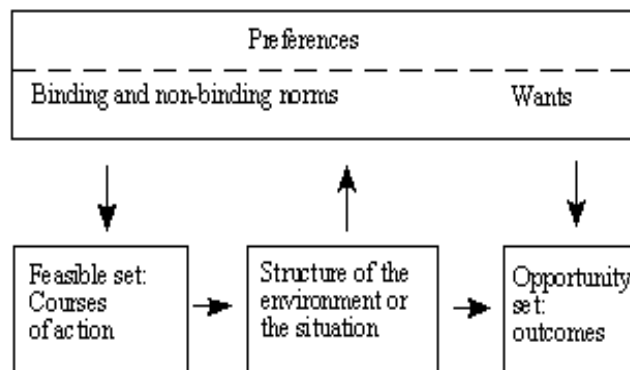 Preferences
Binding and non-binding norms Wants
Feasible set:
Courses
of action
Structure of the
environment or
the situation
Opportunity
set:
outcomes